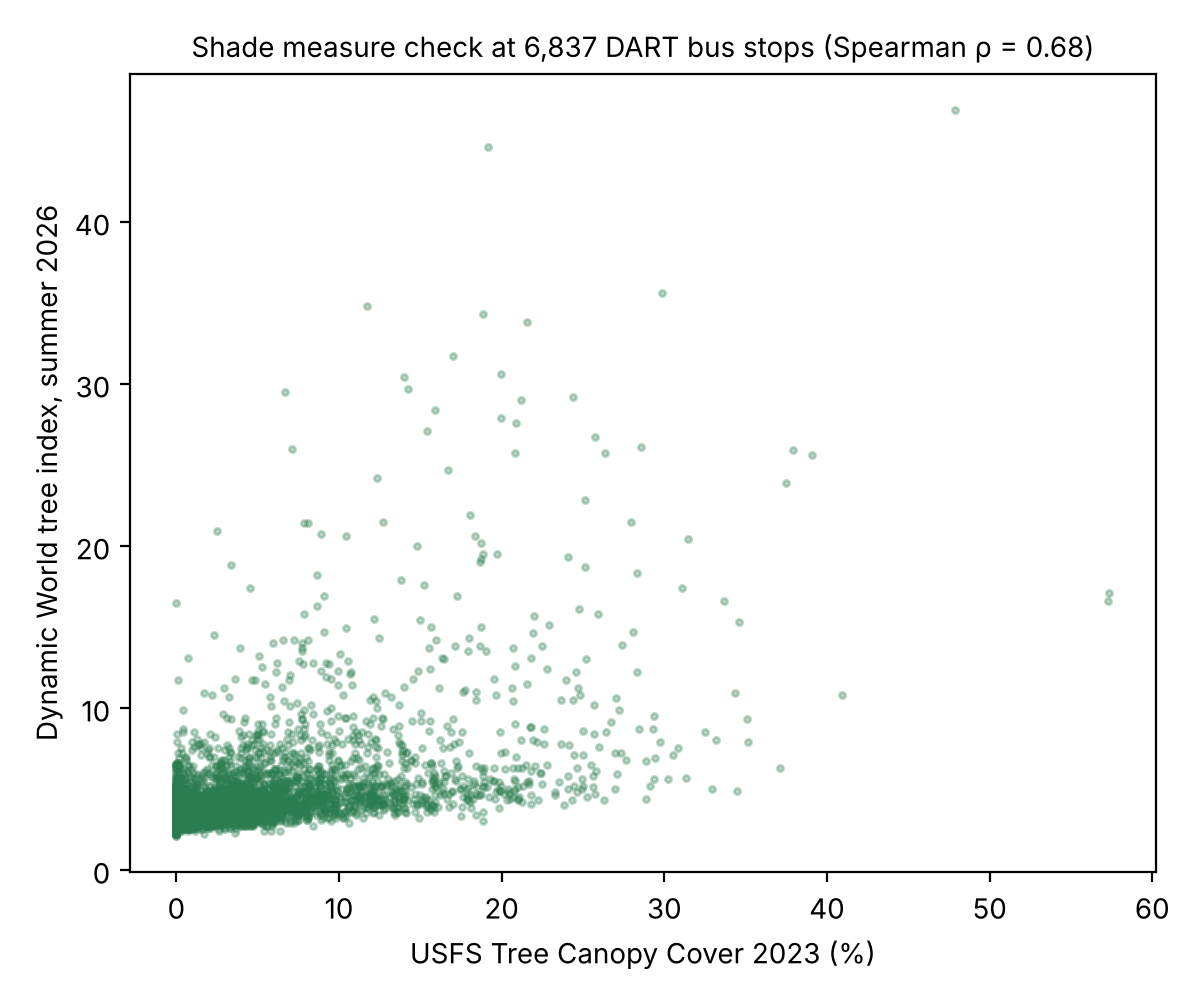 Shade measure check at 6,837 DART bus stops (Spearman ρ = 0.68)
Dynamic World tree index, summer 2026
40
30
20
10
0
0 10 20 30 40 50 60
USFS Tree Canopy Cover 2023 (%)